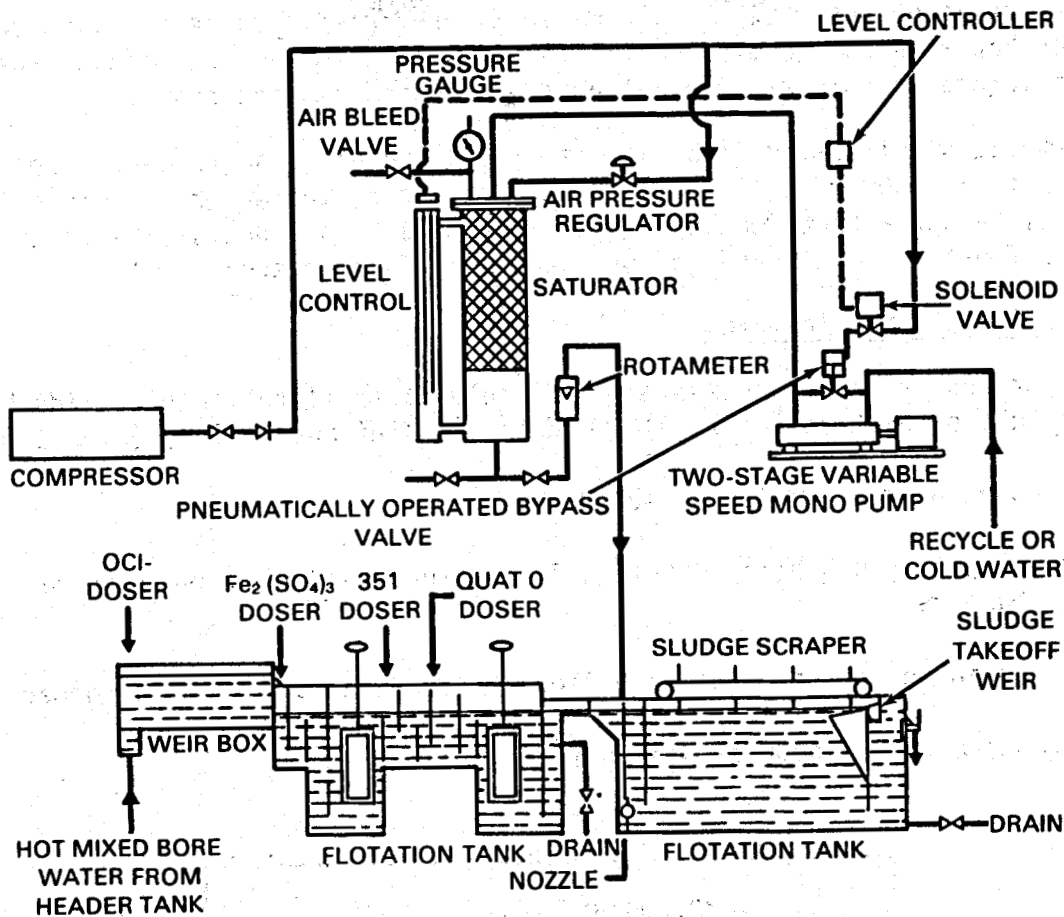 LEVEL CONTROLLER
PRESSURE
GAUGE
AIR BLEED
VALVE
AIR PRESSURE
REGULATOR
LEVEL
CONTROL
SATURATOR
SOLENOID
VALVE
ROTAMETER
COMPRESSOR
TWO-STAGE VARIABLE
SPEED MONO PUMP
PNEUMATICALLY OPERATED BYPASS
VALVE
RECYCLE OR
COLD WATER
OCI-
DOSER
Fe₂ (SO₄)₃
DOSER
351
DOSER
QUAT 0
DOSER
SLUDGE SCRAPER
SLUDGE
TAKEOFF
WEIR
WEIR BOX
HOT MIXED BORE
WATER FROM
HEADER TANK
FLOTATION TANK
DRAIN
NOZZLE
FLOTATION TANK
DRAIN